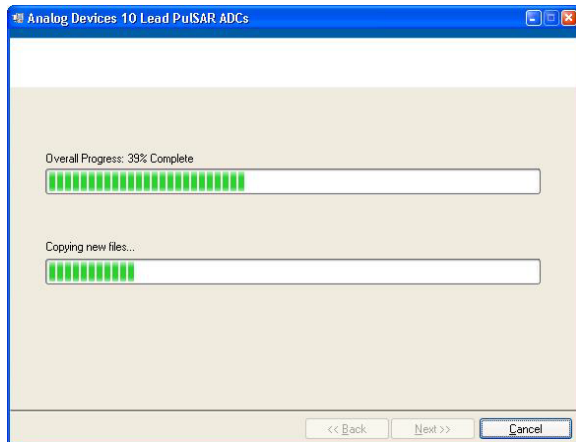 Analog Devices 10 Lead PulSAR ADCs
Overall Progress: 39% Complete
Copying new files...
<< Back Next >> Cancel